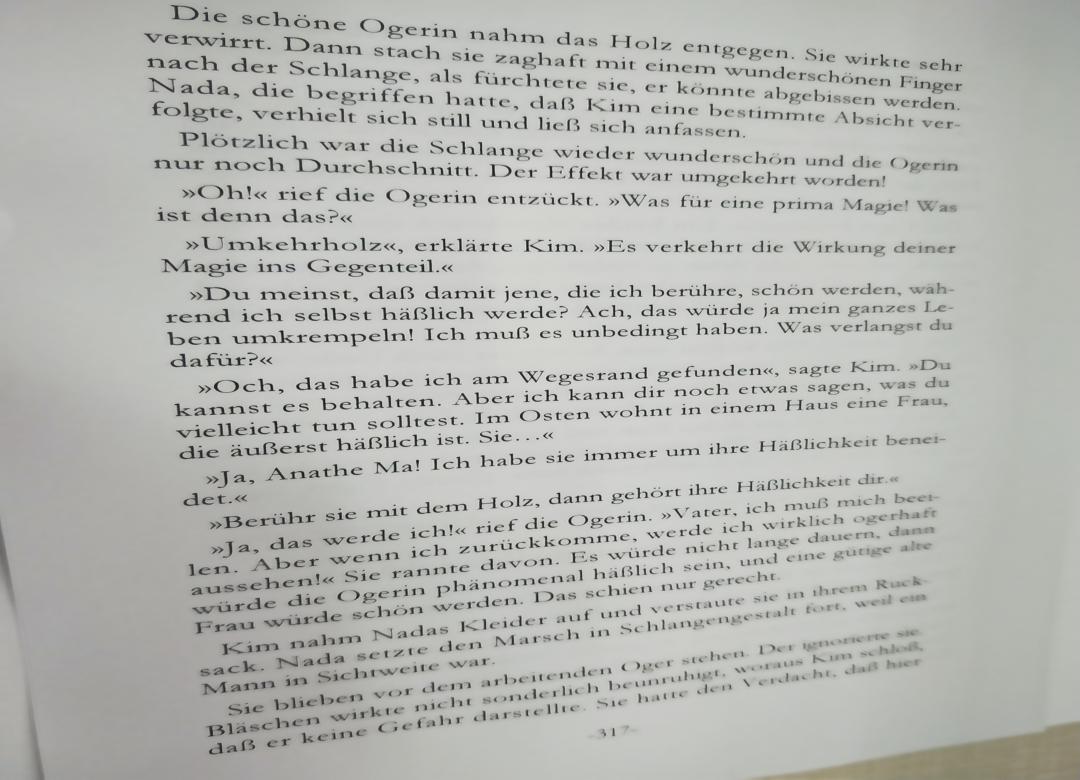 Die schöne Ogerin nahm das Holz entgegen. Sie wirkte sehr
verwirrt. Dann stach sie zaghaft mit einem wunderschönen Finger
nach der Schlange, als fürchtete sie, er könnte abgebissen werden.
Nada, die begriffen hatte, daß Kim eine bestimmte Absicht ver-
folgte, verhielt sich still und ließ sich anfassen.
Plötzlich war die Schlange wieder wunderschön und die Ogerin
nur noch Durchschnitt. Der Effekt war umgekehrt worden!
»Oh!« rief die Ogerin entzückt. »Was für eine prima Magie! Was
ist denn das?«
»Umkehrholz«, erklärte Kim. »Es verkehrt die Wirkung deiner
Magie ins Gegenteil.«
»Du meinst, daß damit jene, die ich berühre, schön werden, wäh-
rend ich selbst häßlich werde? Ach, das würde ja mein ganzes Le-
ben umkrempeln! Ich muß es unbedingt haben. Was verlangst du
dafür?«
»Och, das habe ich am Wegesrand gefunden«, sagte Kim. »Du
kannst es behalten. Aber ich kann dir noch etwas sagen, was du
vielleicht tun solltest. Im Osten wohnt in einem Haus eine Frau,
die äußerst häßlich ist. Sie...«
»Ja, Anathe Ma! Ich habe sie immer um ihre Häßlichkeit benei-
det.«
»Berühr sie mit dem Holz, dann gehört ihre Häßlichkeit dir.«
»Ja, das werde ich!« rief die Ogerin. »Vater, ich muß mich beei-
len. Aber wenn ich zurückkomme, werde ich wirklich ogerhaft
aussehen!« Sie rannte davon. Es würde nicht lange dauern, dann
würde die Ogerin phänomenal häßlich sein, und eine gütige alte
Frau würde schön werden. Das schien nur gerecht.
Kim nahm Nadas Kleider auf und verstaute sie in ihrem Ruck-
sack. Nada setzte den Marsch in Schlangengestalt fort, weil ein
Mann in Sichtweite war.
Sie blieben vor dem arbeitenden Oger stehen. Der ignorierte sie.
Bläschen wirkte nicht sonderlich beunruhigt, woraus Kim schloß,
daß er keine Gefahr darstellte. Sie hatte den Verdacht, daß hier
-317-